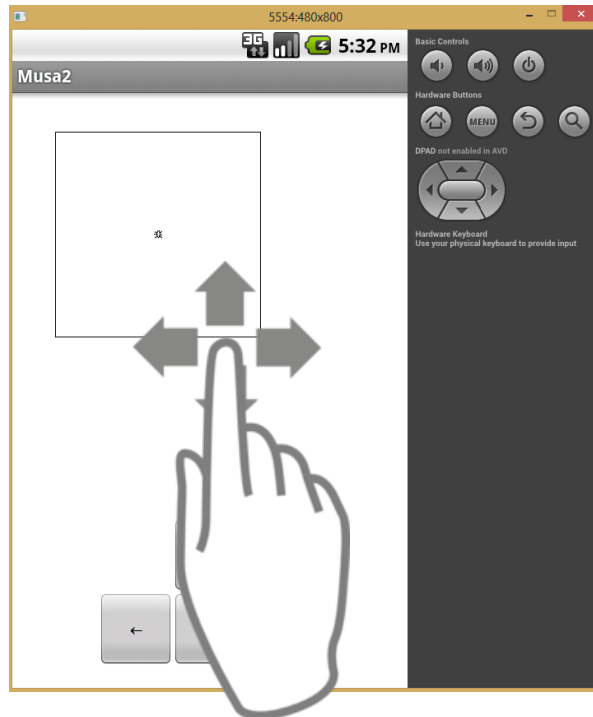 5554:480x800
3G 5:32 PM
Musa2
←
Basic Controls
Hardware Buttons
MENU
DPAD not enabled in AVD
Hardware Keyboard
Use your physical keyboard to provide input